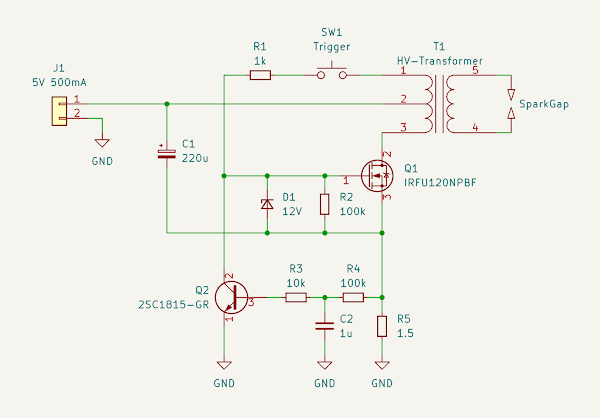 SW1
Trigger
R1
1k
T1
HV-Transformer
J1
5V 500mA
1
2
GND
1
2
3
5
4
SparkGap
C1
220u
+
D1
12V
R2
100k
1
2
3
Q1
IRFU120NPBF
Q2
2SC1815-GR
2
3
1
R3
10k
R4
100k
C2
1u
R5
1.5
GND
GND
GND